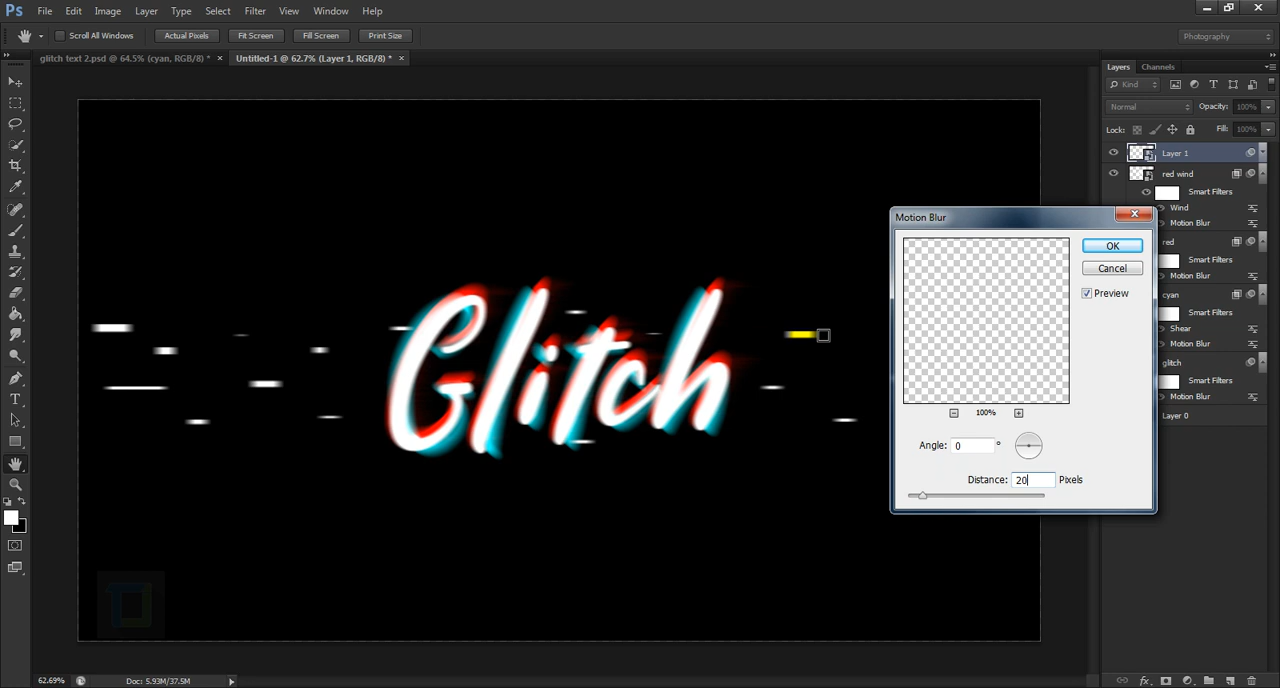 Ps File Edit Image Layer Type Select Filter View Window Help
Scroll All Windows Actual Pixels Fit Screen Fill Screen Print Size Photography
glitch text 2.psd @ 64.5% (cyan, RGB/8) * × Untitled-1 @ 62.7% (Layer 1, RGB/8) * ×
Layers Channels
Kind
Normal Opacity: 100%
Lock: Fill: 100%
Layer 1
red wind
Smart Filters
Wind
Motion Blur
red
Smart Filters
Motion Blur
cyan
Smart Filters
Shear
Motion Blur
glitch
Smart Filters
Motion Blur
Layer 0
Glitch
Motion Blur
OK
Cancel
Preview
100%
Angle: 0 °
Distance: 20 Pixels
62.69% Doc: 5.93M/37.5M